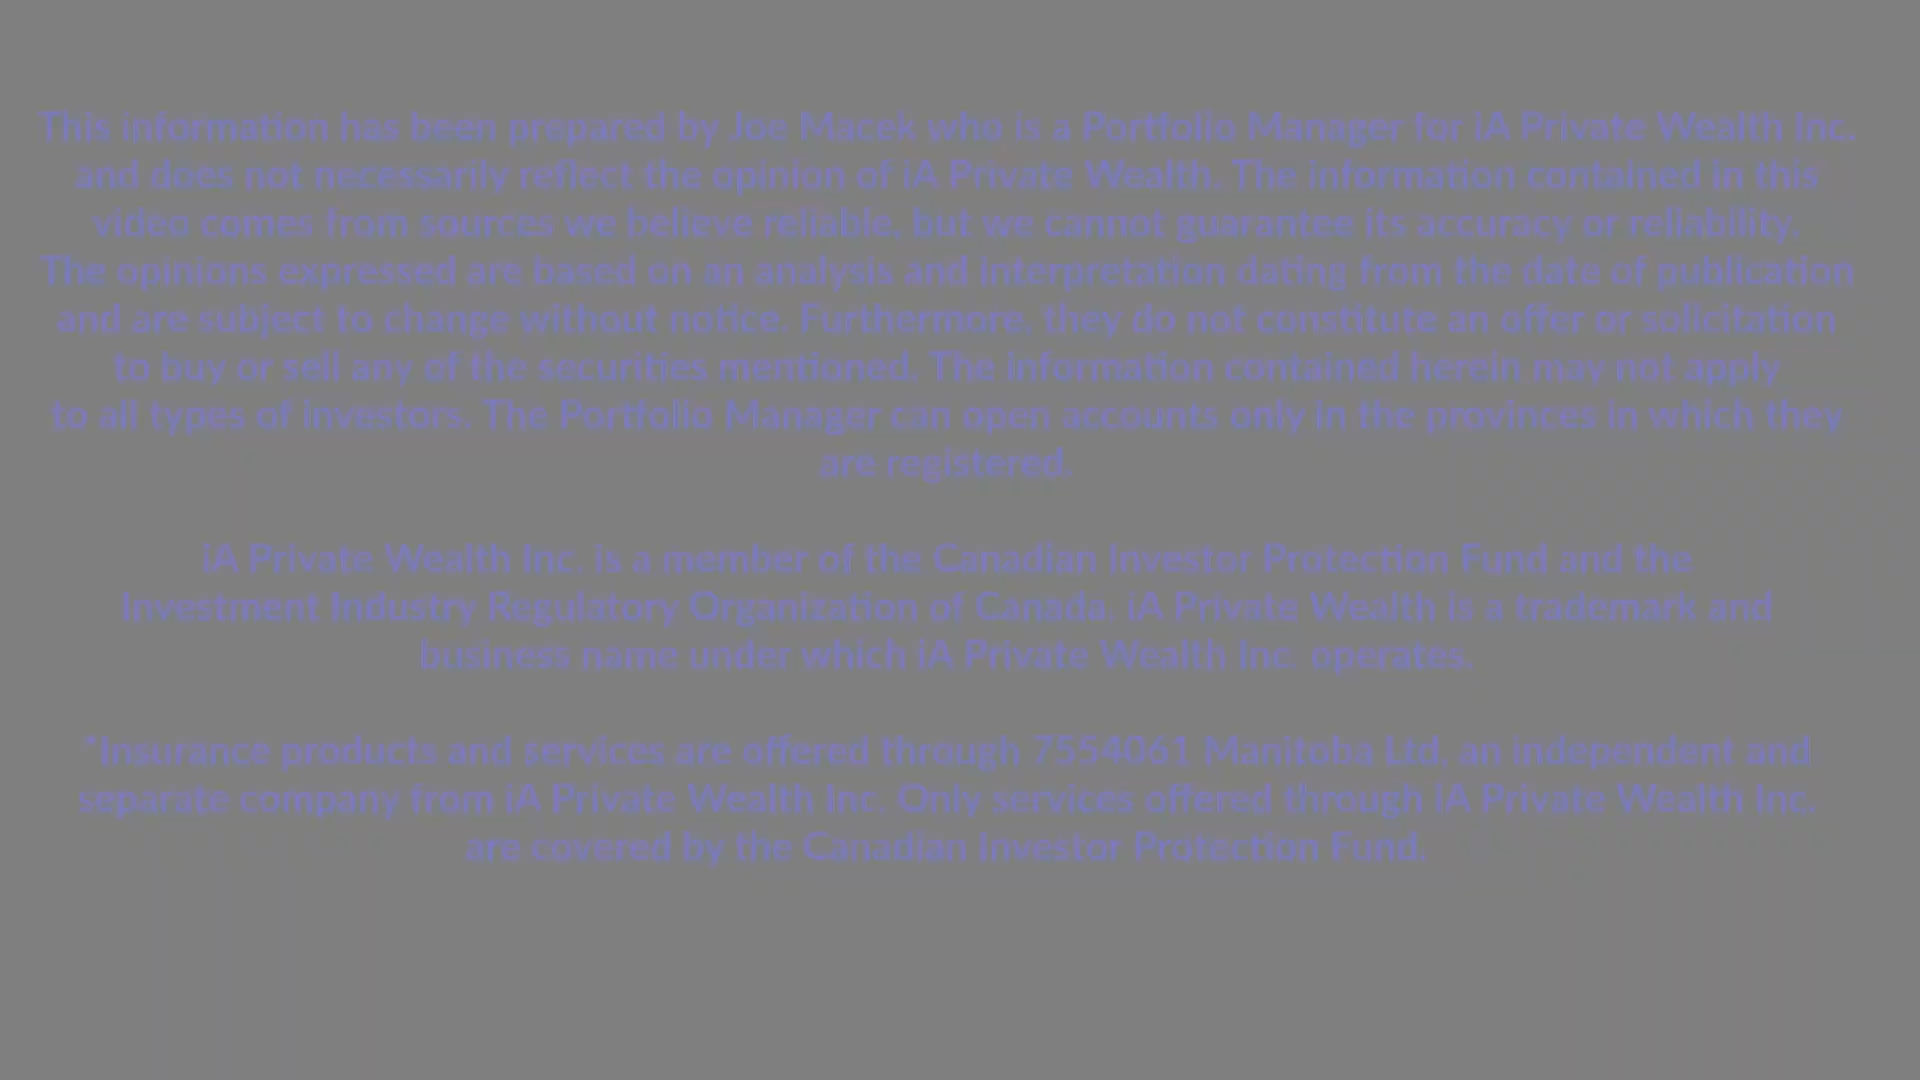 This information has been prepared by Joe Macek who is a Portfolio Manager for iA Private Wealth Inc.
and does not necessarily reflect the opinion of iA Private Wealth. The information contained in this
video comes from sources we believe reliable, but we cannot guarantee its accuracy or reliability.
The opinions expressed are based on an analysis and interpretation dating from the date of publication
and are subject to change without notice. Furthermore, they do not constitute an offer or solicitation
to buy or sell any of the securities mentioned. The information contained herein may not apply
to all types of investors. The Portfolio Manager can open accounts only in the provinces in which they
are registered.
iA Private Wealth Inc. is a member of the Canadian Investor Protection Fund and the
Investment Industry Regulatory Organization of Canada. iA Private Wealth is a trademark and
business name under which iA Private Wealth Inc. operates.
"Insurance products and services are offered through 7554061 Manitoba Ltd, an independent and
separate company from iA Private Wealth Inc. Only services offered through iA Private Wealth Inc.
are covered by the Canadian Investor Protection Fund.